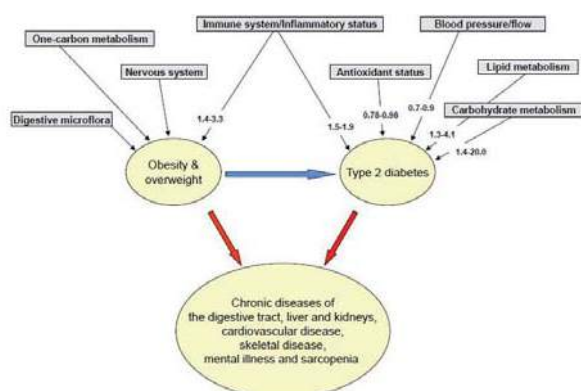 Immune system/Inflammatory status
Blood pressure/flow
One-carbon metabolism
Nervous system
Antioxidant status
Lipid metabolism
Digestive microflora
Carbohydrate metabolism
1.4-3.3
1.5-1.9
0.78-0.98
0.7-0.9
1.3-4.1
1.4-20.0
Obesity &
overweight
Type 2 diabetes
Chronic diseases of
the digestive tract, liver and kidneys,
cardiovascular disease,
skeletal disease,
mental illness and sarcopenia